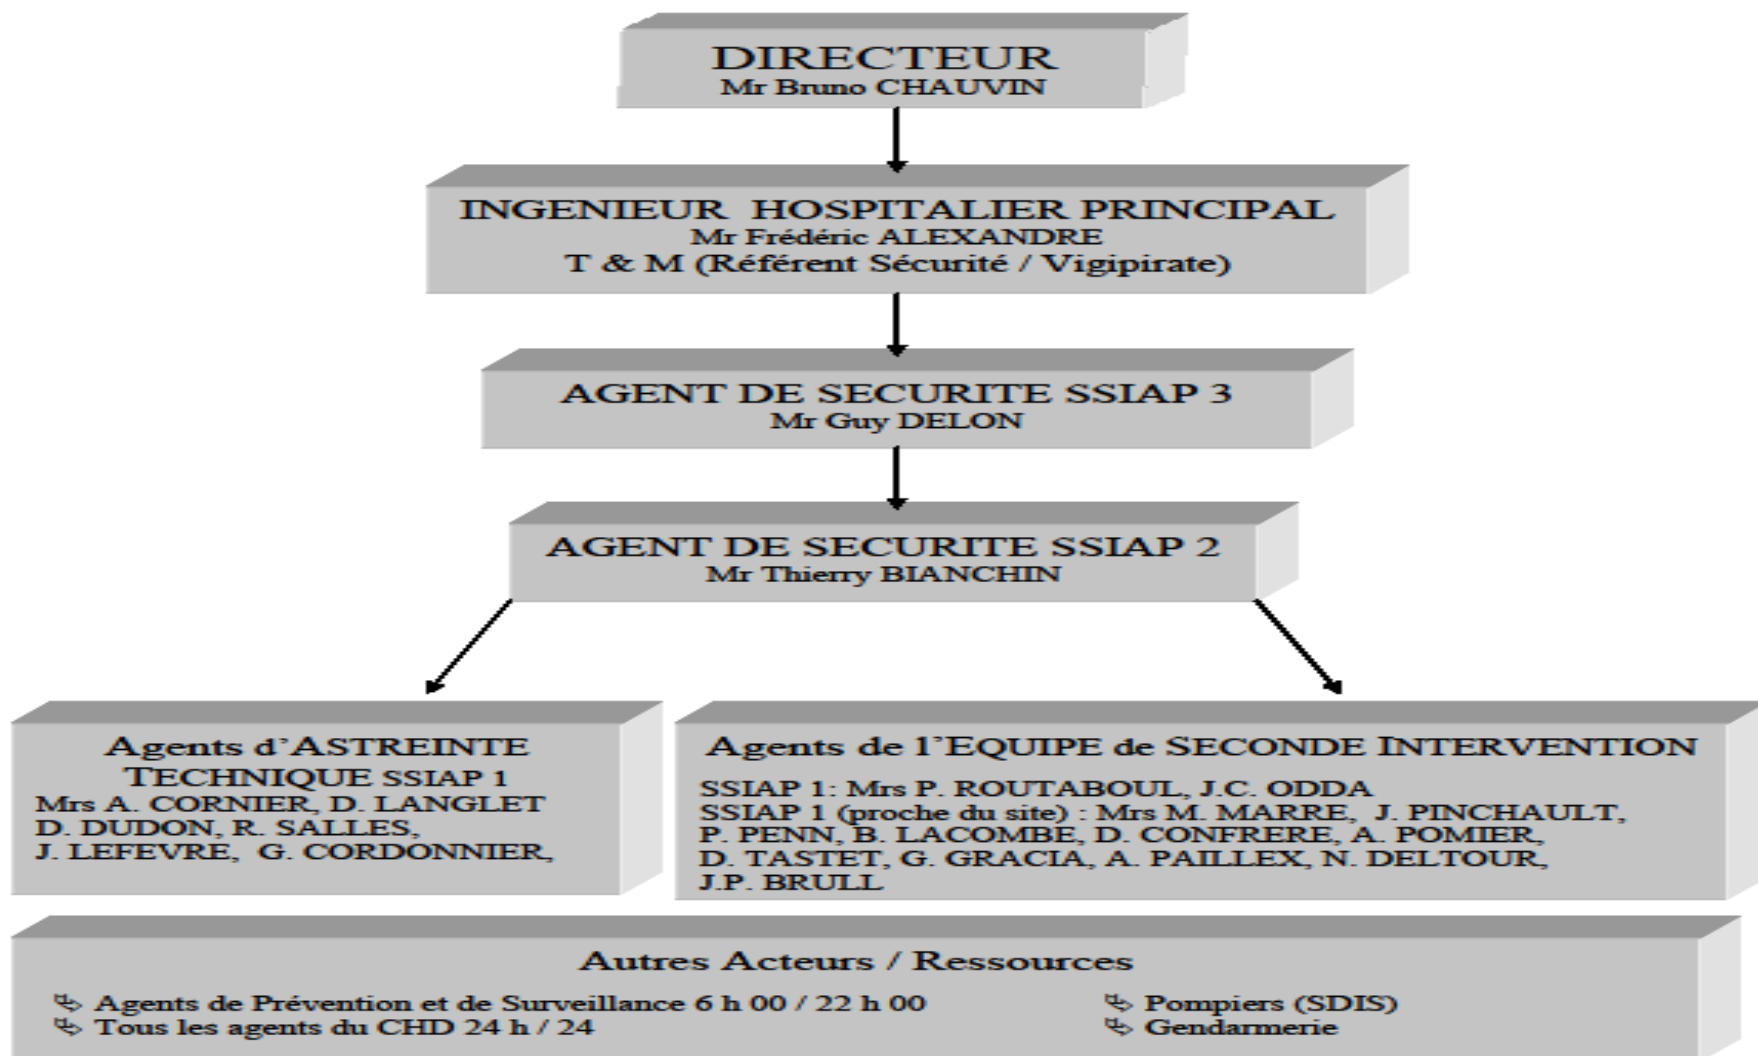 DIRECTEUR
Mr Bruno CHAUVIN
INGENIEUR HOSPITALIER PRINCIPAL
Mr Frédéric ALEXANDRE
T & M (Référent Sécurité / Vigipirate)
AGENT DE SECURITE SSIAP 3
Mr Guy DELON
AGENT DE SECURITE SSIAP 2
Mr Thierry BIANCHIN
Agents d'ASTREINTE
TECHNIQUE SSIAP 1
Mrs A. CORNIER, D. LANGLET
D. DUDON, R. SALLES,
J. LEFEVRE, G. CORDONNIER,
Agents de l'EQUIPE de SECONDE INTERVENTION
SSIAP 1: Mrs P. ROUTABOUL, J.C. ODDA
SSIAP 1 (proche du site) : Mrs M. MARRE, J. PINCHAULT,
P. PENN, B. LACOMBE, D. CONFRERE, A. POMIER,
D. TASTET, G. GRACIA, A. PAILLEX, N. DELTOUR,
J.P. BRULL
Autres Acteurs / Ressources
Agents de Prévention et de Surveillance 6 h 00 / 22 h 00
Tous les agents du CHD 24 h / 24
Pompiers (SDIS)
Gendarmerie